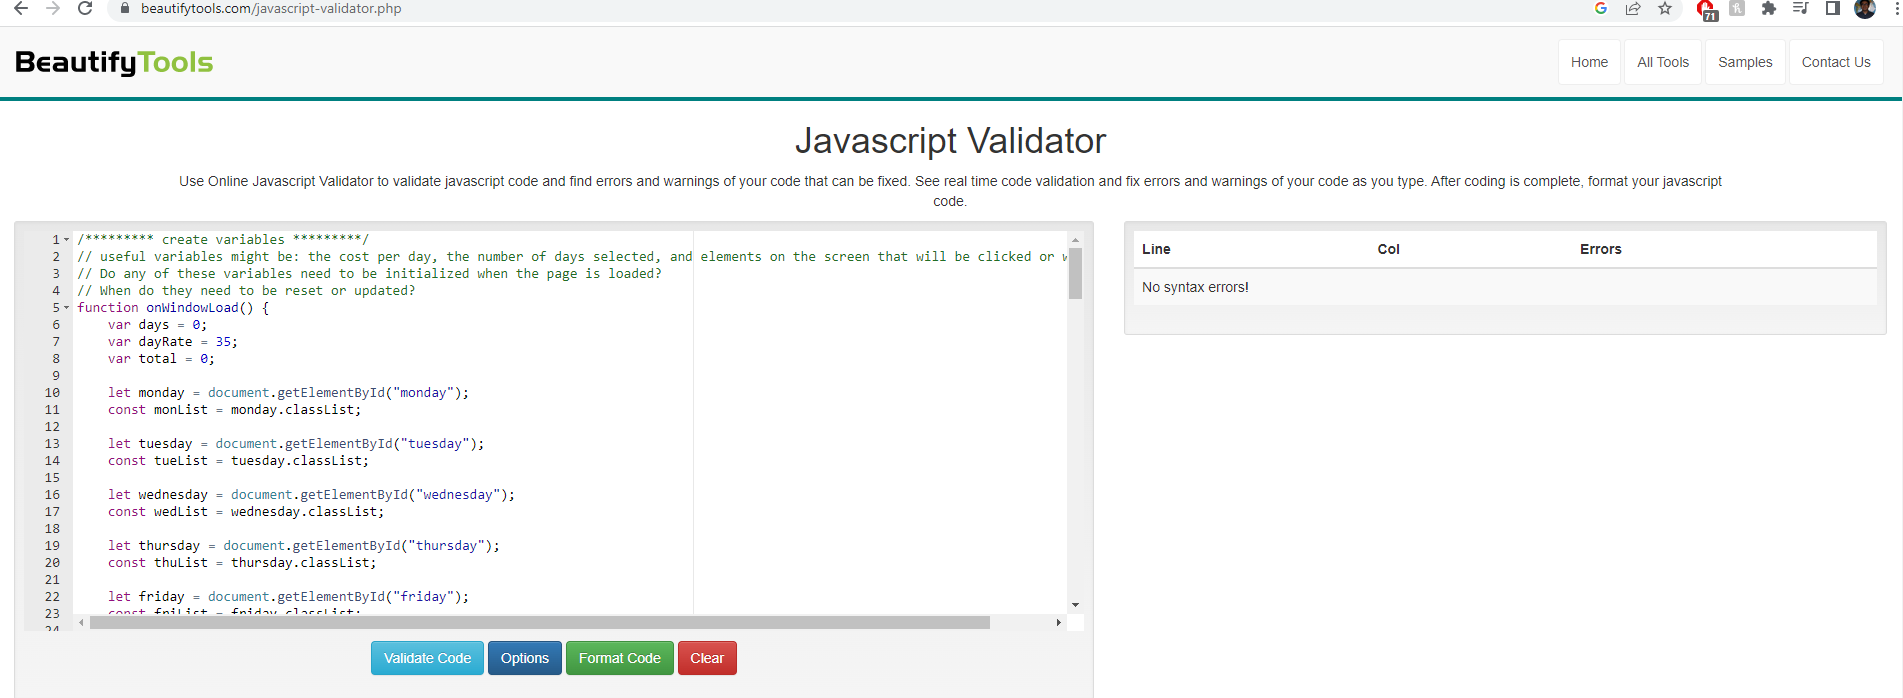 beautifytools.com/javascript-validator.php
71
BeautifyTools
Home
All Tools
Samples
Contact Us
Javascript Validator
Use Online Javascript Validator to validate javascript code and find errors and warnings of your code that can be fixed. See real time code validation and fix errors and warnings of your code as you type. After coding is complete, format your javascript
code.
1 /********* create variables *********/
2 // useful variables might be: the cost per day, the number of days selected, and elements on the screen that will be clicked or
3 // Do any of these variables need to be initialized when the page is loaded?
4 // When do they need to be reset or updated?
5 function onWindowLoad() {
6 var days = 0;
7 var dayRate = 35;
8 var total = 0;
9
10 let monday = document.getElementById("monday");
11 const monList = monday.classList;
12
13 let tuesday = document.getElementById("tuesday");
14 const tueList = tuesday.classList;
15
16 let wednesday = document.getElementById("wednesday");
17 const wedList = wednesday.classList;
18
19 let thursday = document.getElementById("thursday");
20 const thuList = thursday.classList;
21
22 let friday = document.getElementById("friday");
23 const friList = friday.classList;
24
Validate Code
Options
Format Code
Clear
Line Col Errors
No syntax errors!